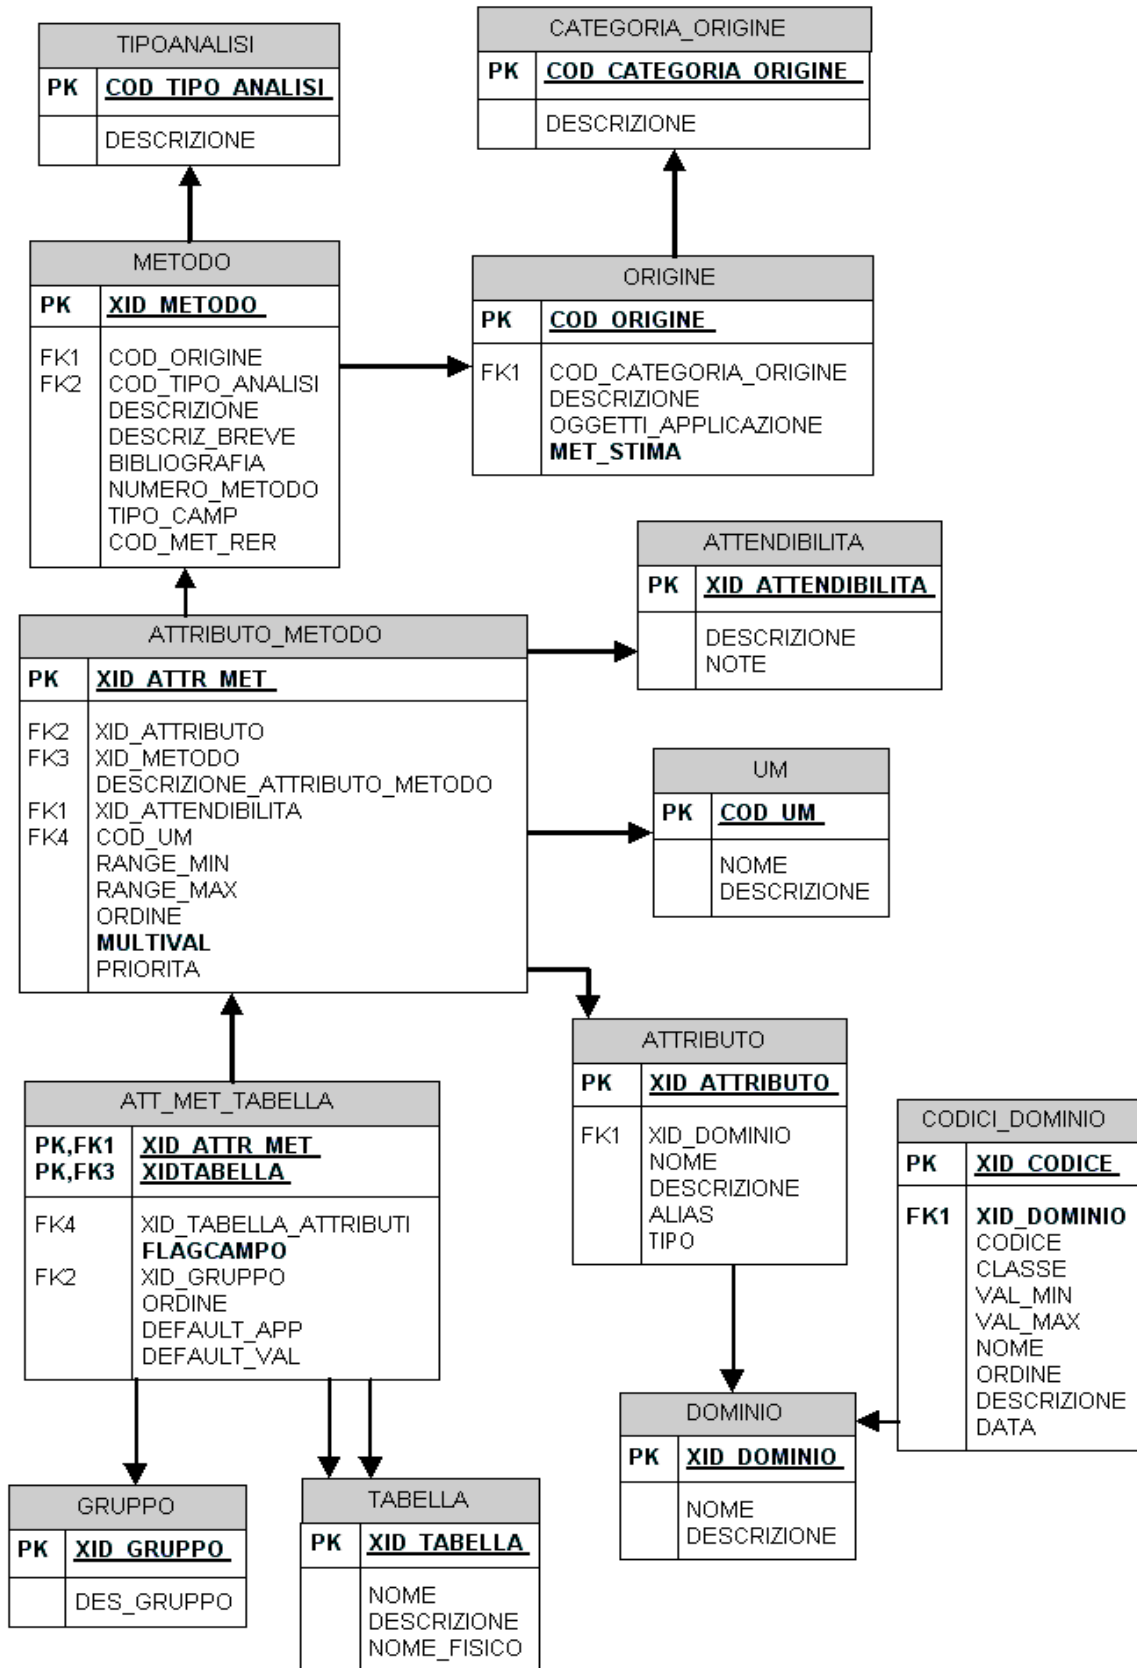 TIPOANALISI
PK COD_TIPO_ANALISI
DESCRIZIONE
CATEGORIA_ORIGINE
PK COD_CATEGORIA_ORIGINE
DESCRIZIONE
METODO
PK XID_METODO
FK1 COD_ORIGINE
FK2 COD_TIPO_ANALISI
DESCRIZIONE
DESCRIZ_BREVE
BIBLIOGRAFIA
NUMERO_METODO
TIPO_CAMP
COD_MET_RER
ORIGINE
PK COD_ORIGINE
FK1 COD_CATEGORIA_ORIGINE
DESCRIZIONE
OGGETTI_APPLICAZIONE
MET_STIMA
ATTENDIBILITA
PK XID_ATTENDIBILITA
DESCRIZIONE
NOTE
ATTRIBUTO_METODO
PK XID_ATTR_MET
FK2 XID_ATTRIBUTO
FK3 XID_METODO
DESCRIZIONE_ATTRIBUTO_METODO
FK1 XID_ATTENDIBILITA
FK4 COD_UM
RANGE_MIN
RANGE_MAX
ORDINE
MULTIVAL
PRIORITA
UM
PK COD_UM
NOME
DESCRIZIONE
ATTRIBUTO
PK XID_ATTRIBUTO
FK1 XID_DOMINIO
NOME
DESCRIZIONE
ALIAS
TIPO
ATT_MET_TABELLA
PK,FK1 XID_ATTR_MET
PK,FK3 XIDTABELLA
FK4 XID_TABELLA_ATTRIBUTI
FLAGCAMPO
FK2 XID_GRUPPO
ORDINE
DEFAULT_APP
DEFAULT_VAL
CODICI_DOMINIO
PK XID_CODICE
FK1 XID_DOMINIO
CODICE
CLASSE
VAL_MIN
VAL_MAX
NOME
ORDINE
DESCRIZIONE
DATA
DOMINIO
PK XID_DOMINIO
NOME
DESCRIZIONE
GRUPPO
PK XID_GRUPPO
DES_GRUPPO
TABELLA
PK XID_TABELLA
NOME
DESCRIZIONE
NOME_FISICO